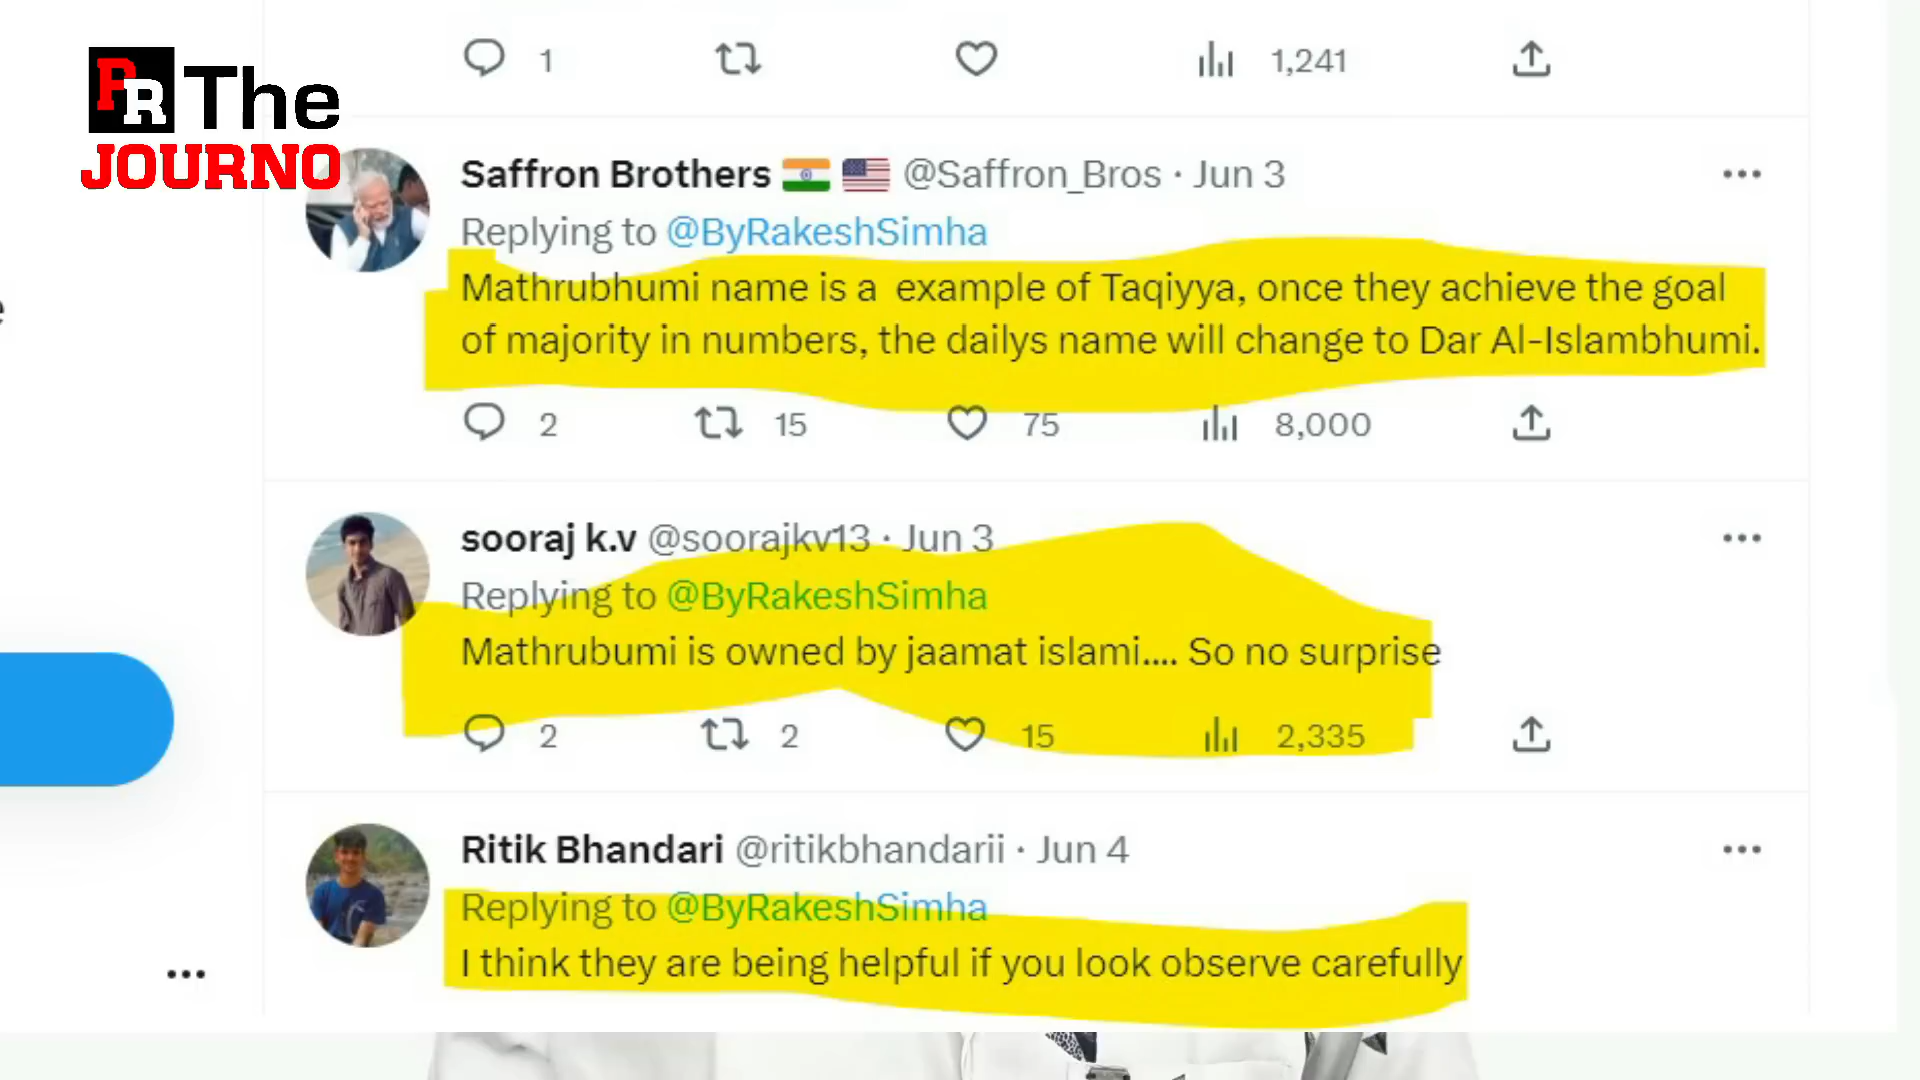 PR The
JOURNO
1 1,241
Saffron Brothers @Saffron_Bros · Jun 3
Replying to @ByRakeshSimha
Mathrubhumi name is a example of Taqiyya, once they achieve the goal
of majority in numbers, the dailys name will change to Dar Al-Islambhumi.
2 15 75 8,000
sooraj k.v @soorajkv13 · Jun 3
Replying to @ByRakeshSimha
Mathrubumi is owned by jaamat islami.... So no surprise
2 2 15 2,335
Ritik Bhandari @ritikbhandarii · Jun 4
Replying to @ByRakeshSimha
I think they are being helpful if you look observe carefully